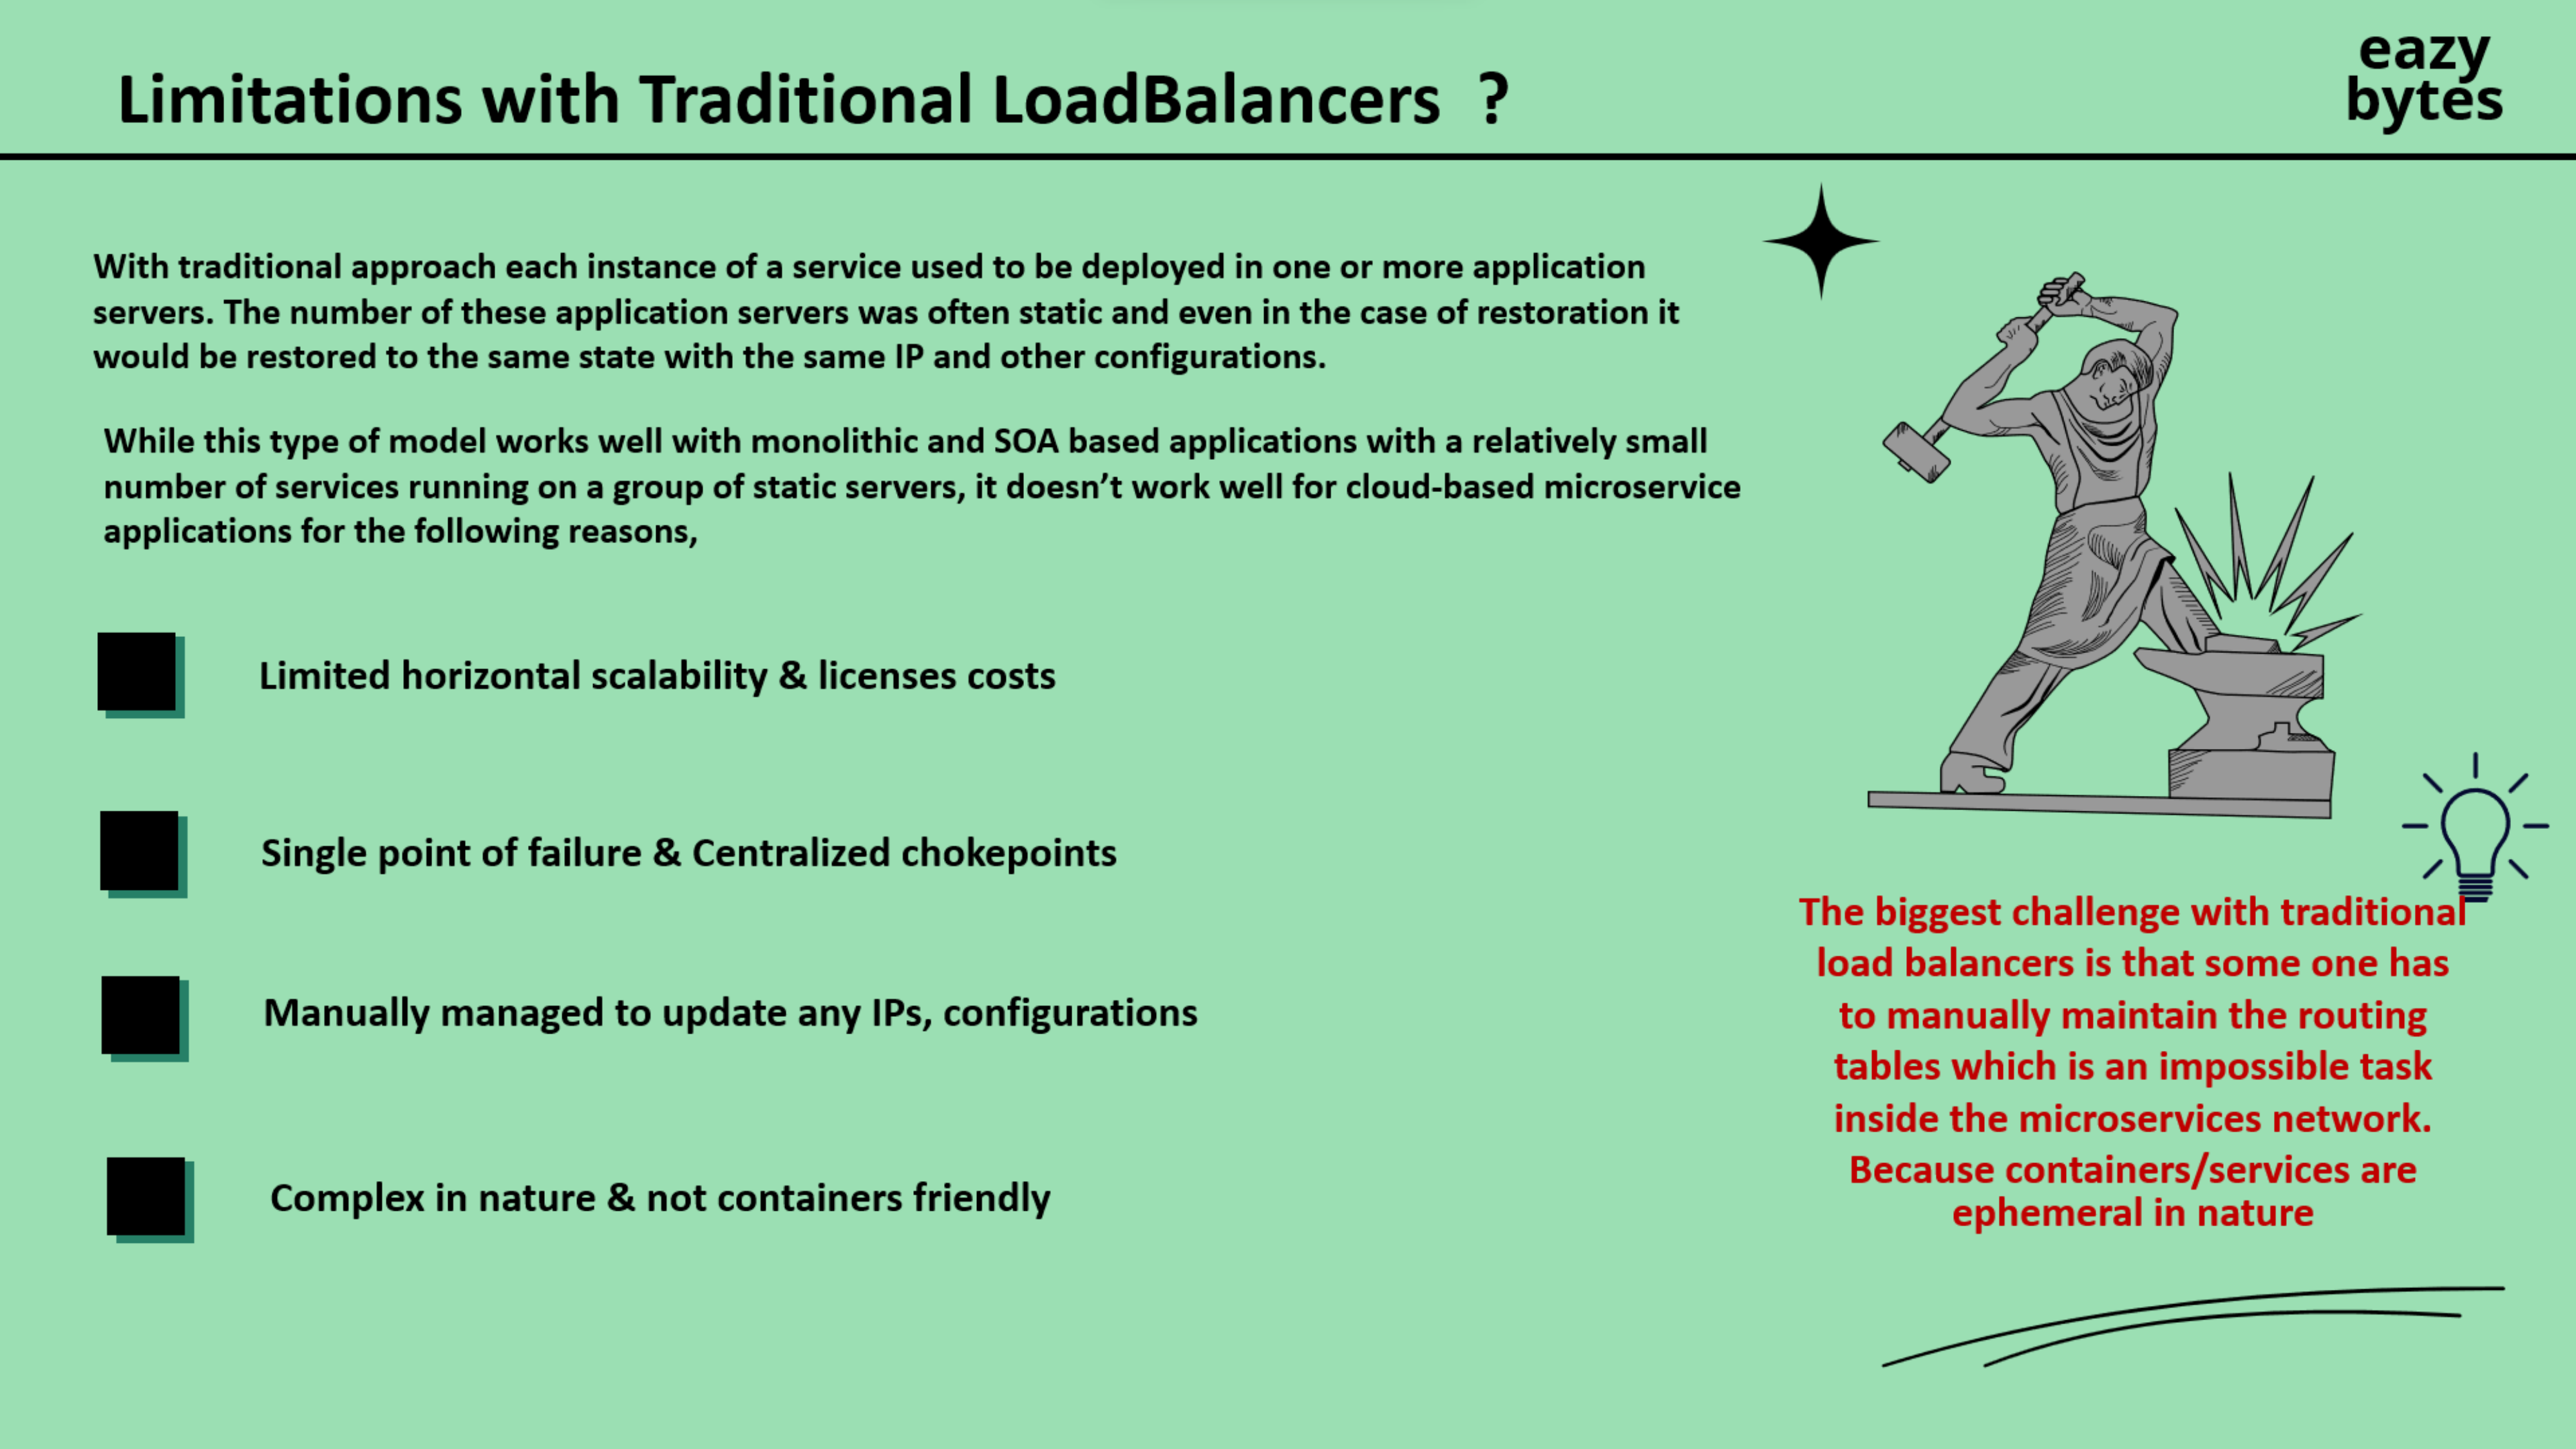 Limitations with Traditional LoadBalancers ?
eazy
bytes
With traditional approach each instance of a service used to be deployed in one or more application
servers. The number of these application servers was often static and even in the case of restoration it
would be restored to the same state with the same IP and other configurations.
While this type of model works well with monolithic and SOA based applications with a relatively small
number of services running on a group of static servers, it doesn’t work well for cloud-based microservice
applications for the following reasons,
Limited horizontal scalability & licenses costs
Single point of failure & Centralized chokepoints
Manually managed to update any IPs, configurations
Complex in nature & not containers friendly
The biggest challenge with traditional
load balancers is that some one has
to manually maintain the routing
tables which is an impossible task
inside the microservices network.
Because containers/services are
ephemeral in nature